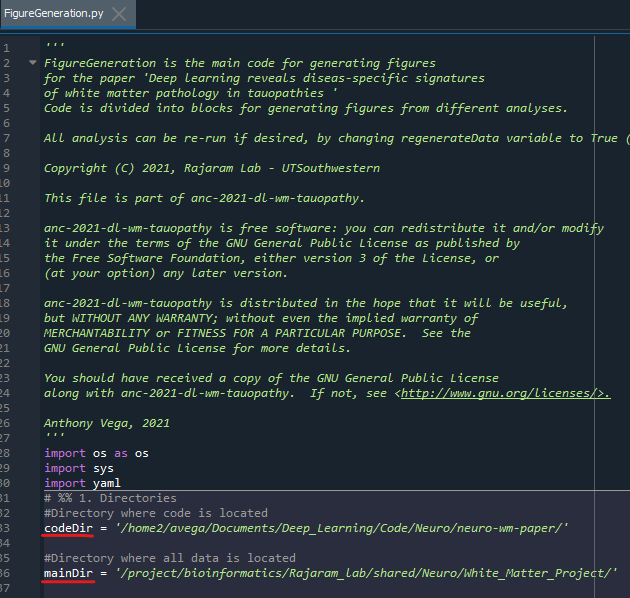 FigureGeneration.py
1 '''
2 FigureGeneration is the main code for generating figures
3 for the paper 'Deep learning reveals diseas-specific signatures
4 of white matter pathology in tauopathies '
5 Code is divided into blocks for generating figures from different analyses.
6
7 All analysis can be re-run if desired, by changing regenerateData variable to True (
8
9 Copyright (C) 2021, Rajaram Lab - UTSouthwestern
10
11 This file is part of anc-2021-dl-wm-tauopathy.
12
13 anc-2021-dl-wm-tauopathy is free software: you can redistribute it and/or modify
14 it under the terms of the GNU General Public License as published by
15 the Free Software Foundation, either version 3 of the License, or
16 (at your option) any later version.
17
18 anc-2021-dl-wm-tauopathy is distributed in the hope that it will be useful,
19 but WITHOUT ANY WARRANTY; without even the implied warranty of
20 MERCHANTABILITY or FITNESS FOR A PARTICULAR PURPOSE.  See the
21 GNU General Public License for more details.
22
23 You should have received a copy of the GNU General Public License
24 along with anc-2021-dl-wm-tauopathy.  If not, see <http://www.gnu.org/licenses/>.
25
26 Anthony Vega, 2021
27 '''
28 import os as os
29 import sys
30 import yaml
31 # %% 1. Directories
32 #Directory where code is located
33 codeDir = '/home2/avega/Documents/Deep_Learning/Code/Neuro/neuro-wm-paper/'
34
35 #Directory where all data is located
36 mainDir = '/project/bioinformatics/Rajaram_lab/shared/Neuro/White_Matter_Project/'
37